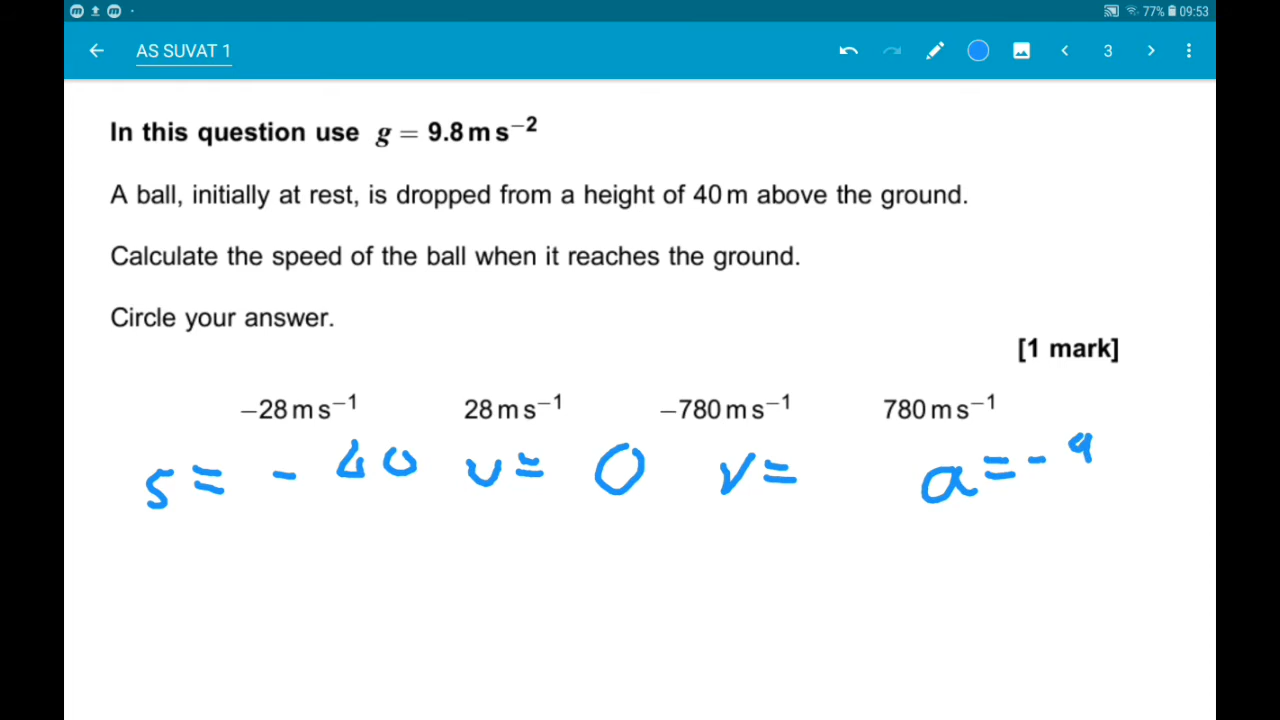 77% 09:53
AS SUVAT 1 3
In this question use g = 9.8 m s⁻²
A ball, initially at rest, is dropped from a height of 40 m above the ground.
Calculate the speed of the ball when it reaches the ground.
Circle your answer.
[1 mark]
−28 m s⁻¹ 28 m s⁻¹ −780 m s⁻¹ 780 m s⁻¹
s = - 40 u = 0 v = a = - 9